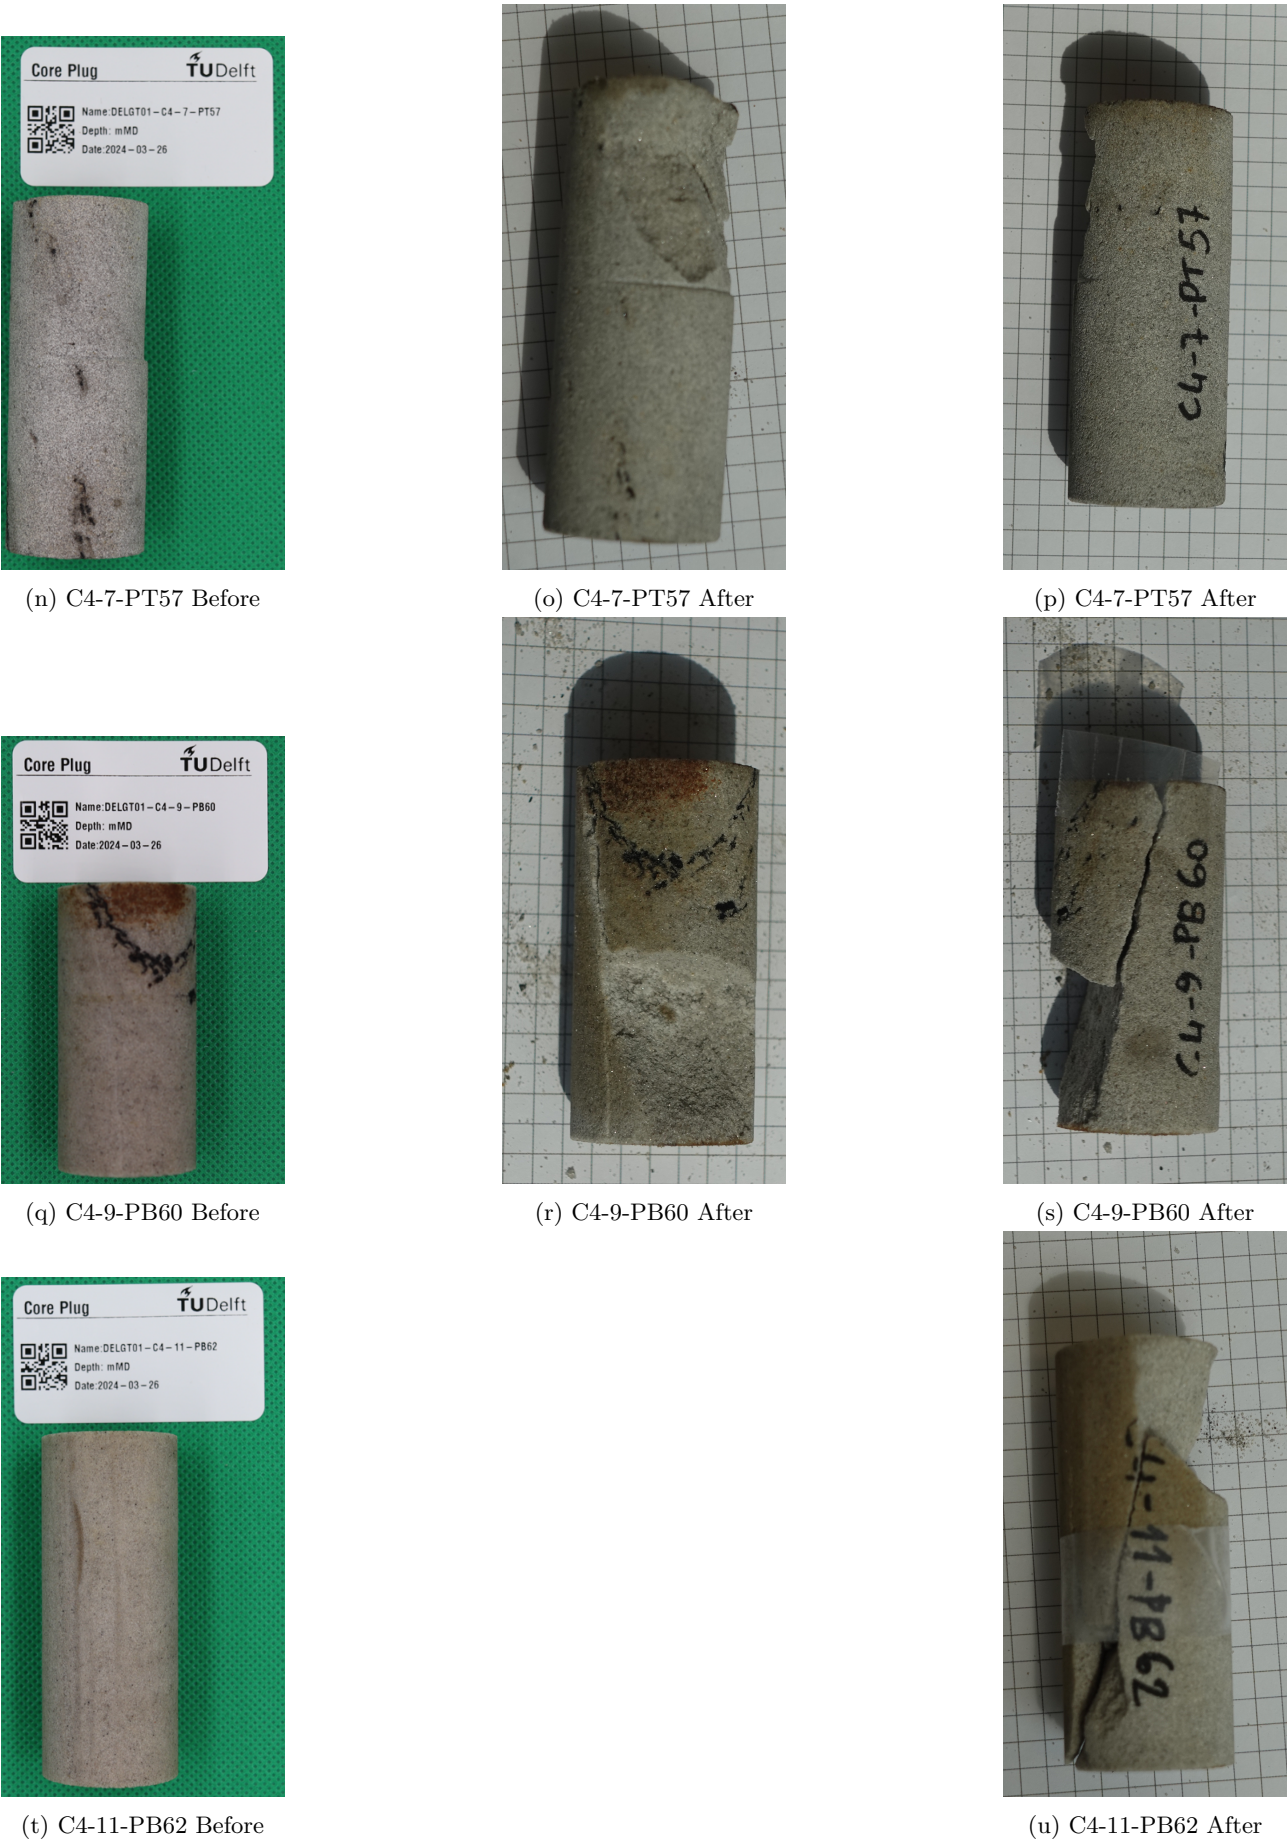 Core Plug
TUDelft
Name:DELGT01-C4-7-PT57
Depth: mMD
Date:2024-03-26
C4-7-PT57
(n) C4-7-PT57 Before
(o) C4-7-PT57 After
(p) C4-7-PT57 After
Core Plug
TUDelft
Name:DELGT01-C4-9-PB60
Depth: mMD
Date:2024-03-26
C4-9-PB60
(q) C4-9-PB60 Before
(r) C4-9-PB60 After
(s) C4-9-PB60 After
Core Plug
TUDelft
Name:DELGT01-C4-11-PB62
Depth: mMD
Date:2024-03-26
C4-11-PB62
(t) C4-11-PB62 Before
(u) C4-11-PB62 After